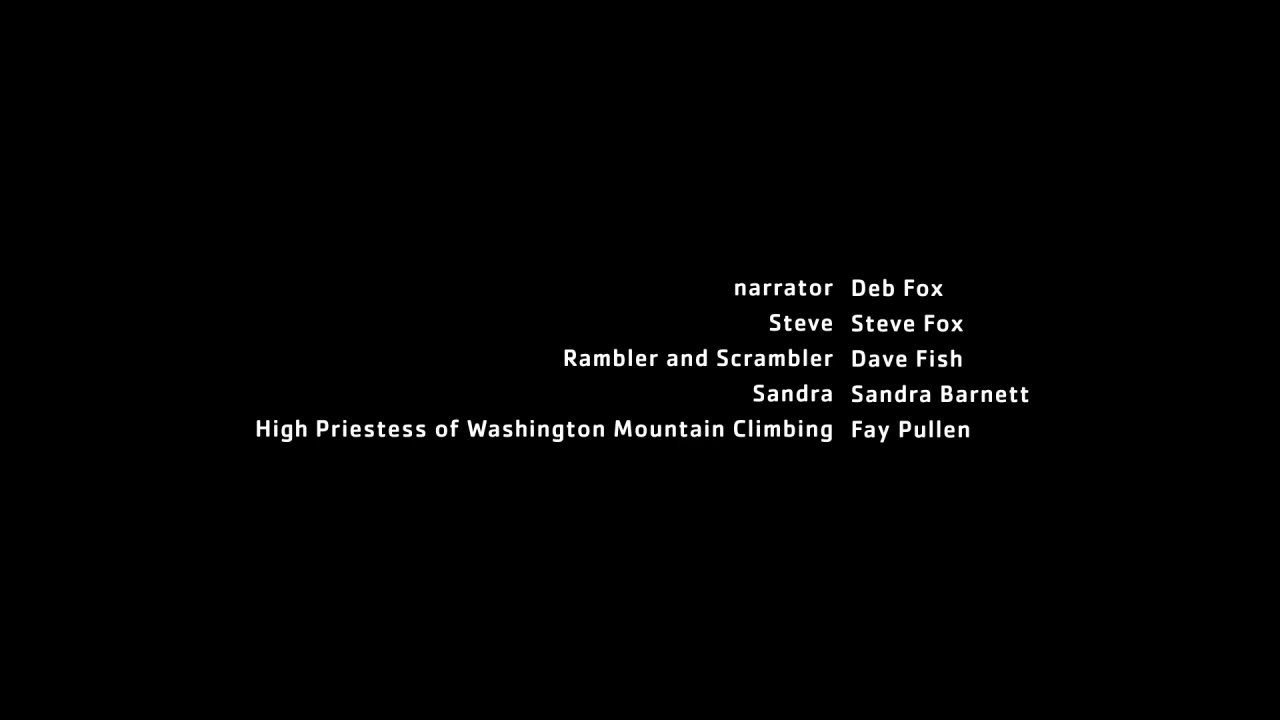 narrator Deb Fox
Steve Steve Fox
Rambler and Scrambler Dave Fish
Sandra Sandra Barnett
High Priestess of Washington Mountain Climbing Fay Pullen